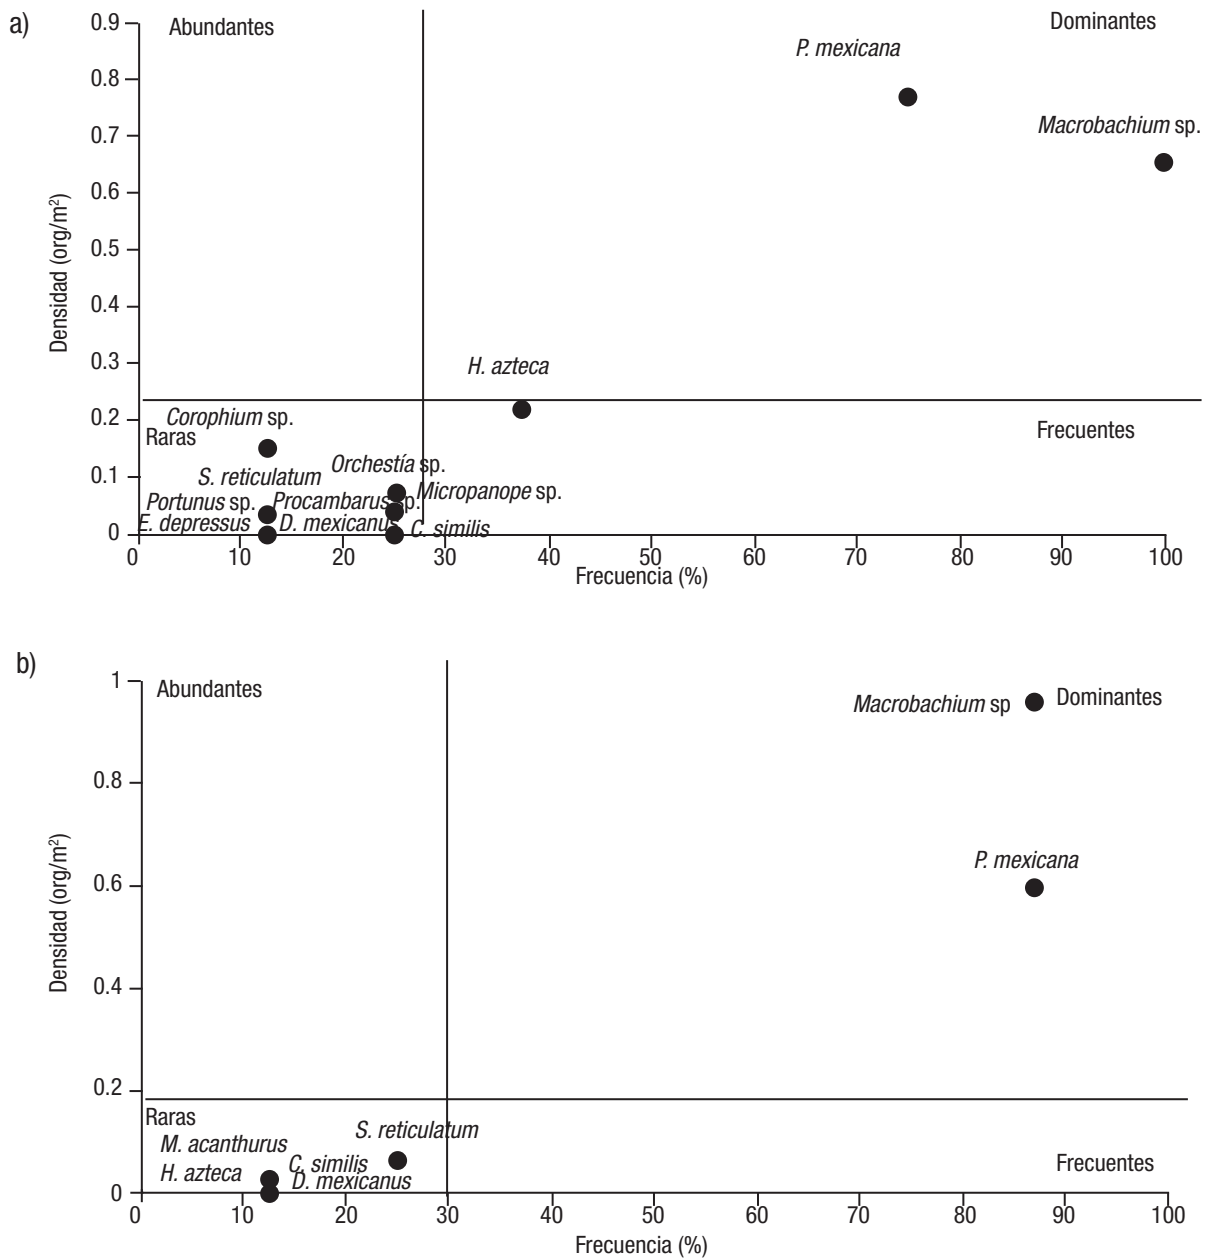 a)
Abundantes
Dominantes
P. mexicana
Macrobachium sp.
H. azteca
Corophium sp.
Raras
Frecuentes
Orchestía sp.
S. reticulatum
Micropanope sp.
Portunus sp.
Procambarus sp.
E. depressus
D. mexicanus
C. similis
0.9
0.8
0.7
0.6
0.5
0.4
0.3
0.2
0.1
0
Densidad (org/m²)
0 10 20 30 40 50 60 70 80 90 100
Frecuencia (%)
b)
Abundantes
Macrobachium sp
Dominantes
P. mexicana
Raras
S. reticulatum
M. acanthurus
C. similis
Frecuentes
H. azteca
D. mexicanus
1
0.8
0.6
0.4
0.2
0
Densidad (org/m²)
0 10 20 30 40 50 60 70 80 90 100
Frecuencia (%)